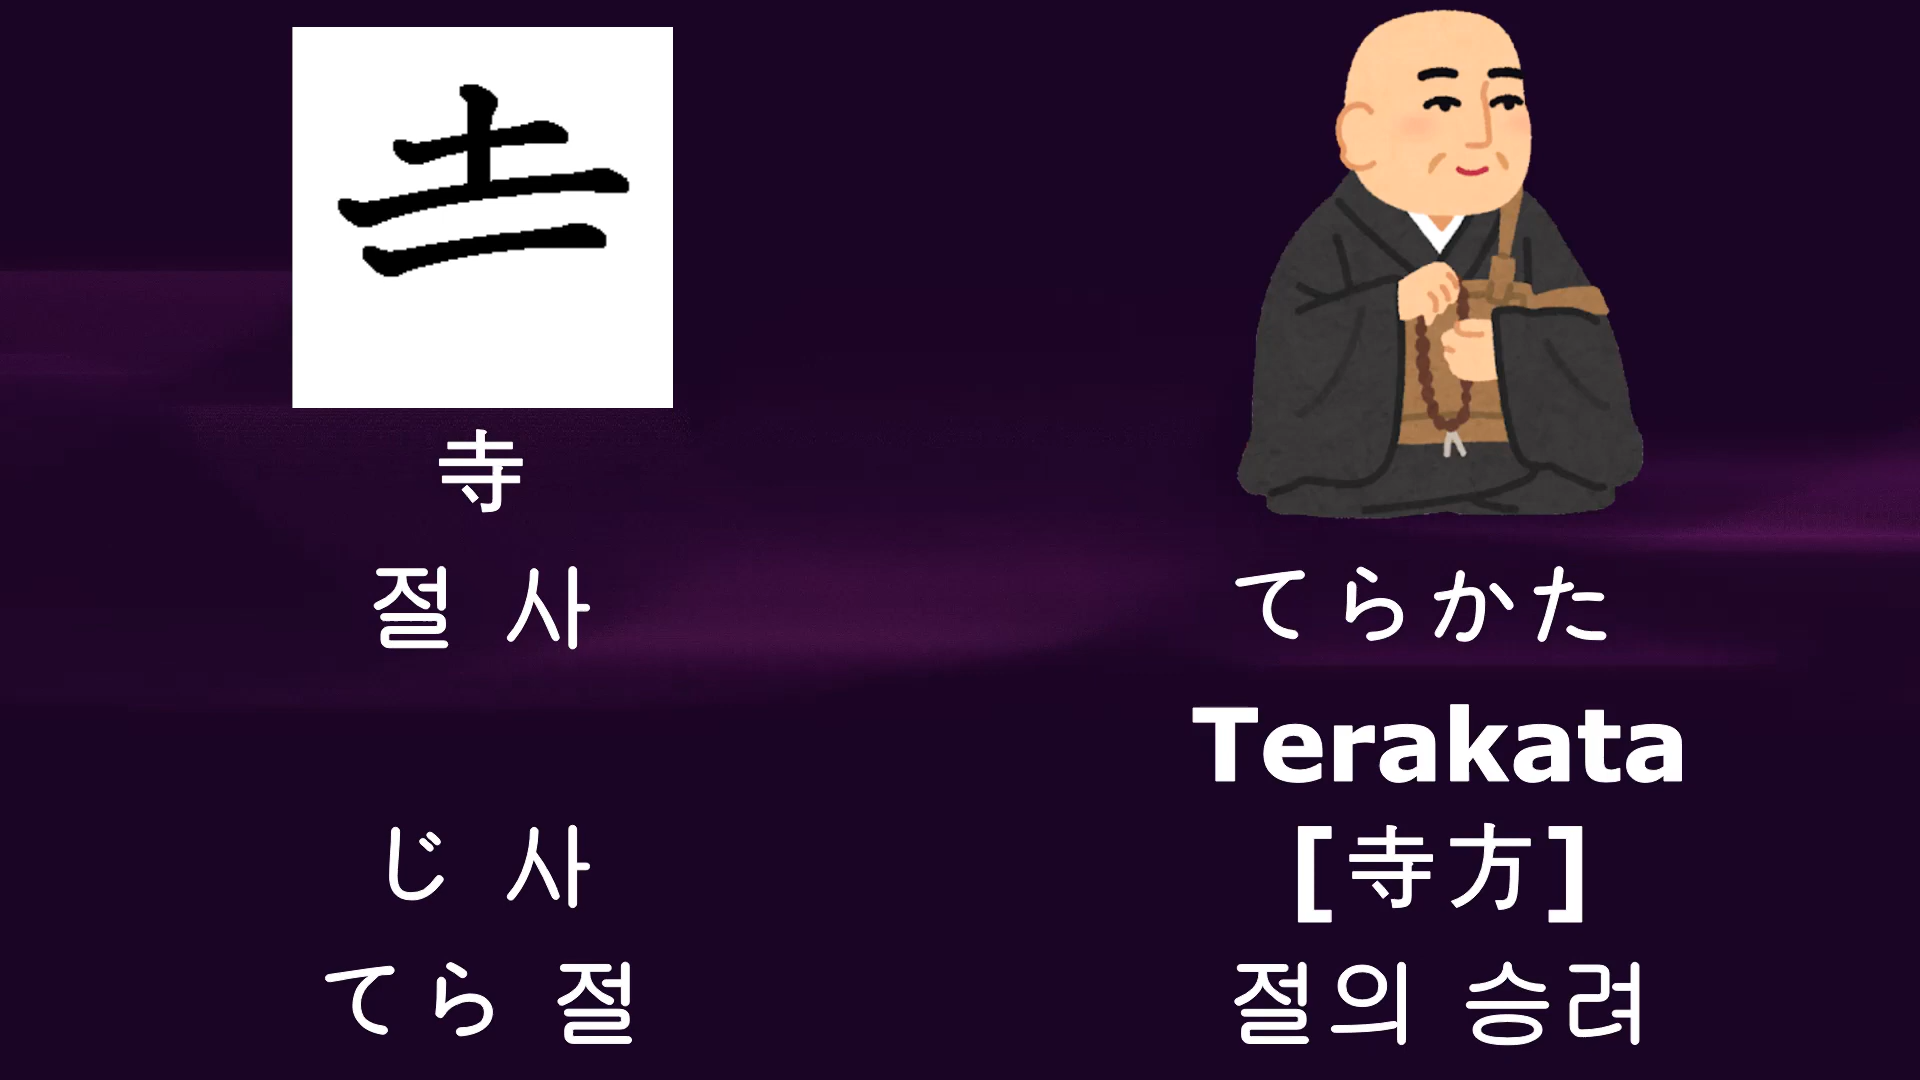 寺
절 사
じ 사
てら 절
てらかた
Terakata
[寺方]
절의 승려